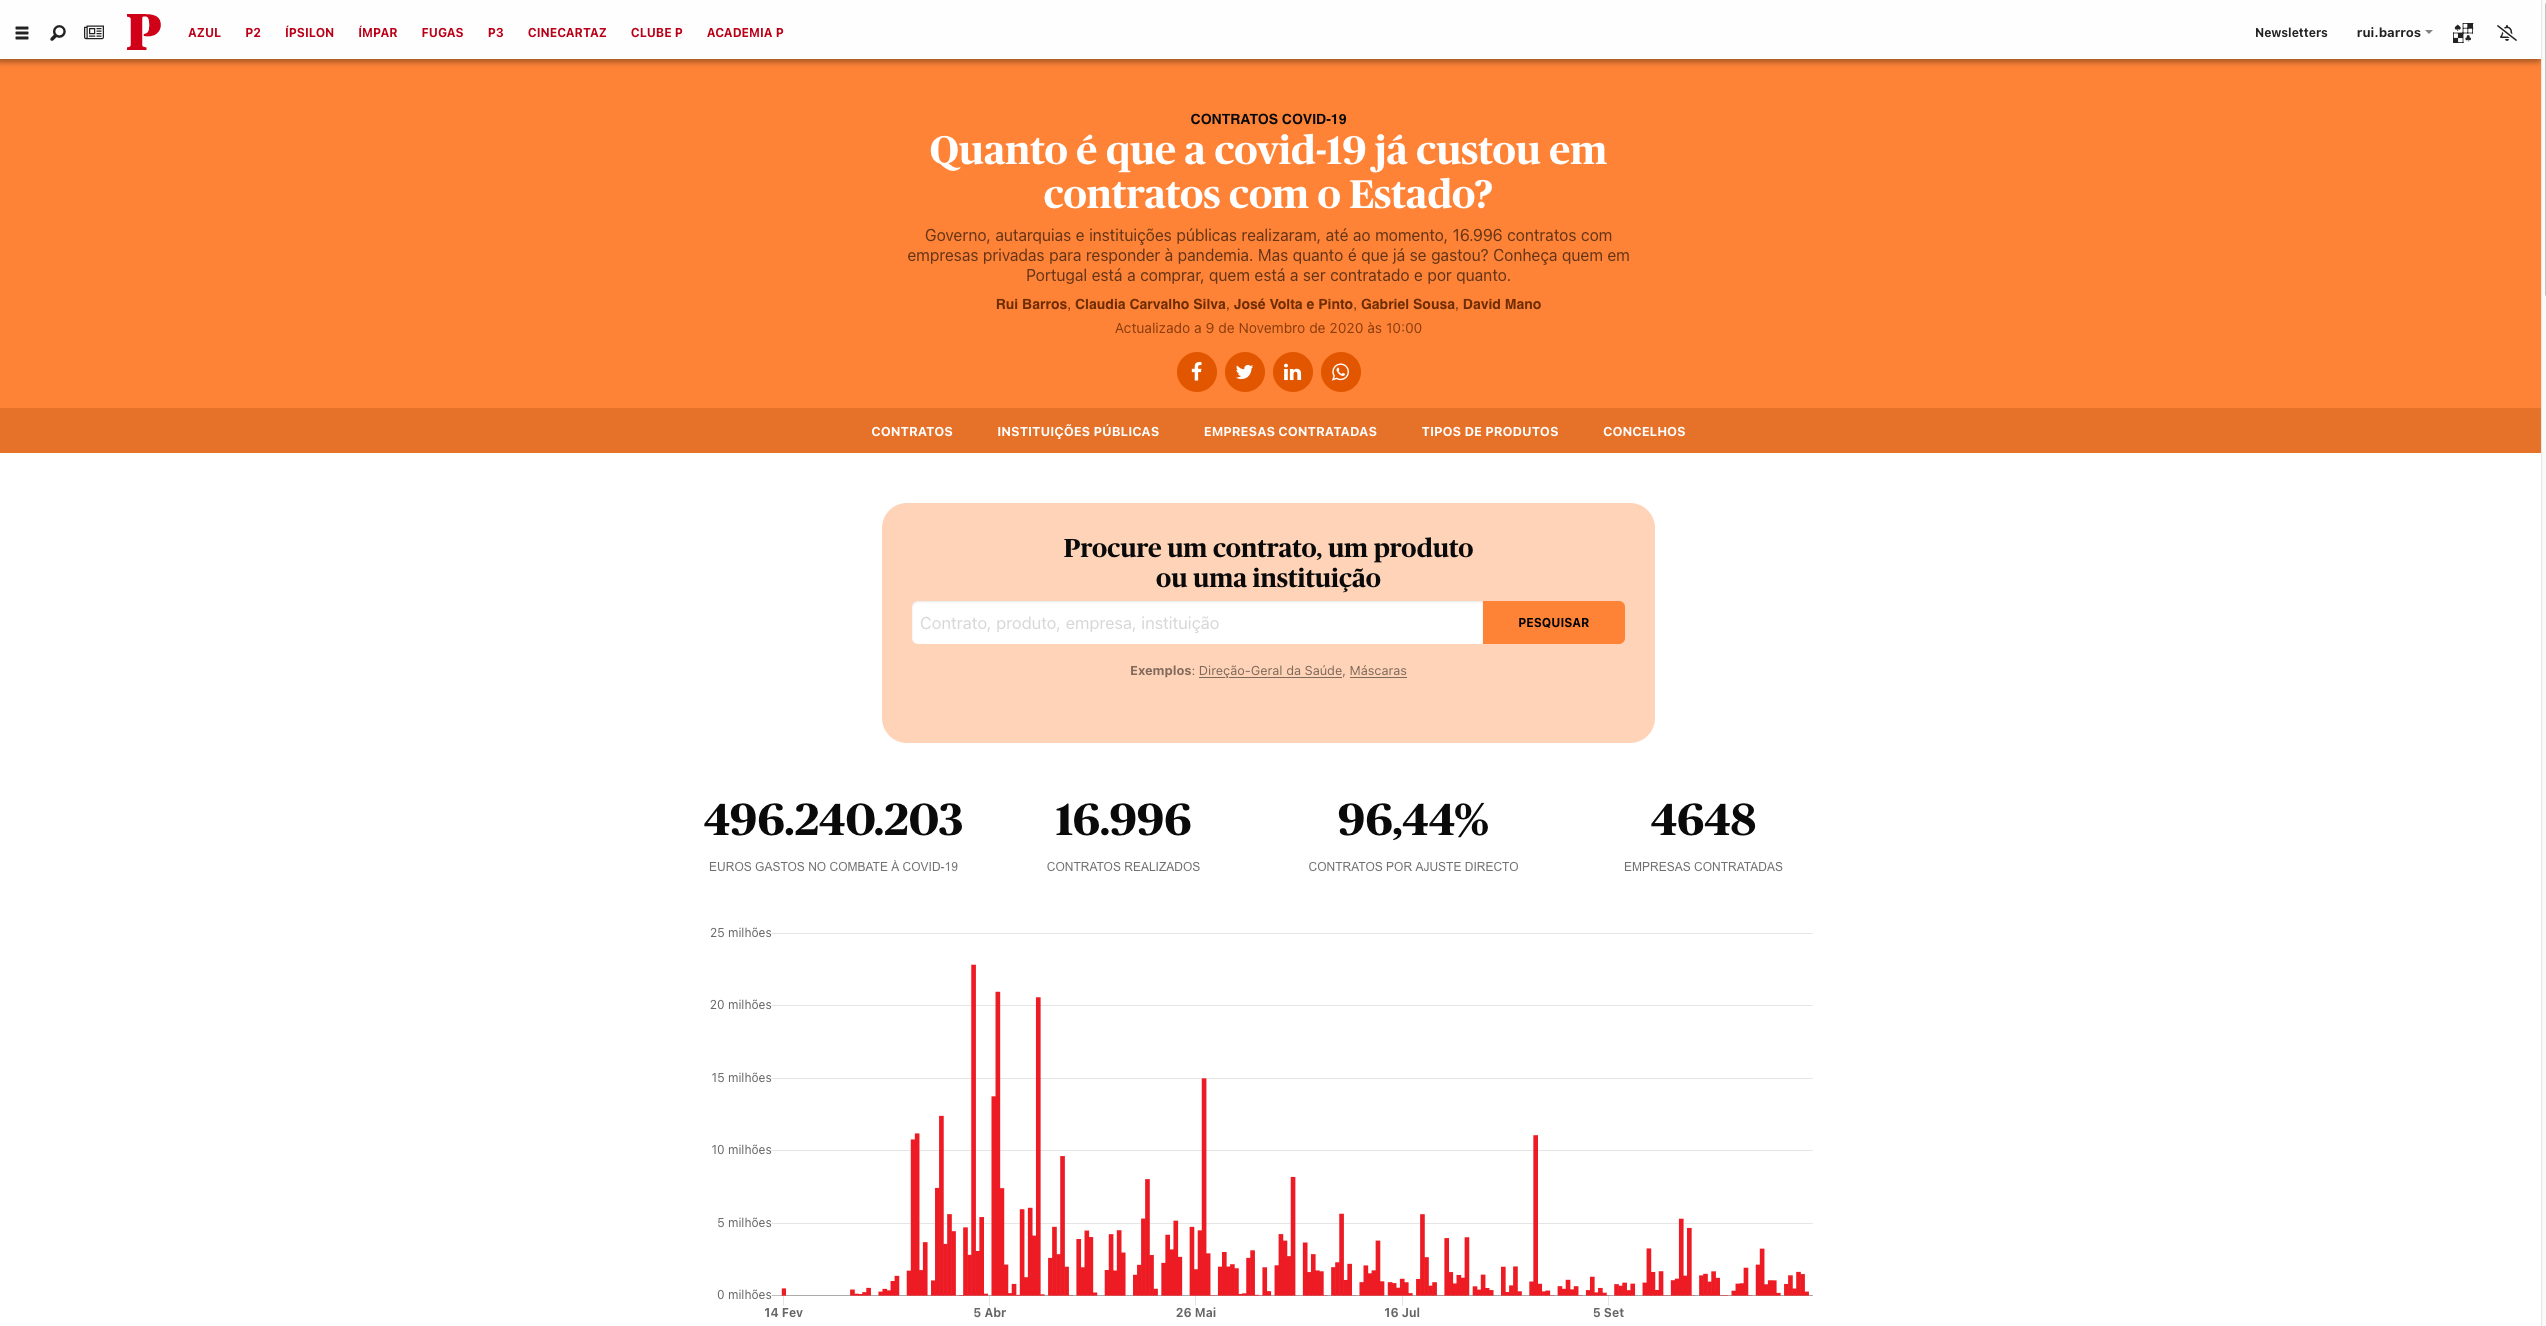 P
AZUL P2 ÍPSILON ÍMPAR FUGAS P3 CINECARTAZ CLUBE P ACADEMIA P
Newsletters rui.barros
CONTRATOS COVID-19
Quanto é que a covid-19 já custou em
contratos com o Estado?
Governo, autarquias e instituições públicas realizaram, até ao momento, 16.996 contratos com
empresas privadas para responder à pandemia. Mas quanto é que já se gastou? Conheça quem em
Portugal está a comprar, quem está a ser contratado e por quanto.
Rui Barros, Claudia Carvalho Silva, José Volta e Pinto, Gabriel Sousa, David Mano
Actualizado a 9 de Novembro de 2020 às 10:00
CONTRATOS INSTITUIÇÕES PÚBLICAS EMPRESAS CONTRATADAS TIPOS DE PRODUTOS CONCELHOS
Procure um contrato, um produto
ou uma instituição
Contrato, produto, empresa, instituição
PESQUISAR
Exemplos: Direção-Geral da Saúde, Máscaras
496.240.203 16.996 96,44% 4648
EUROS GASTOS NO COMBATE À COVID-19 CONTRATOS REALIZADOS CONTRATOS POR AJUSTE DIRECTO EMPRESAS CONTRATADAS
25 milhões
20 milhões
15 milhões
10 milhões
5 milhões
0 milhões
14 Fev 5 Abr 26 Mai 16 Jul 5 Set